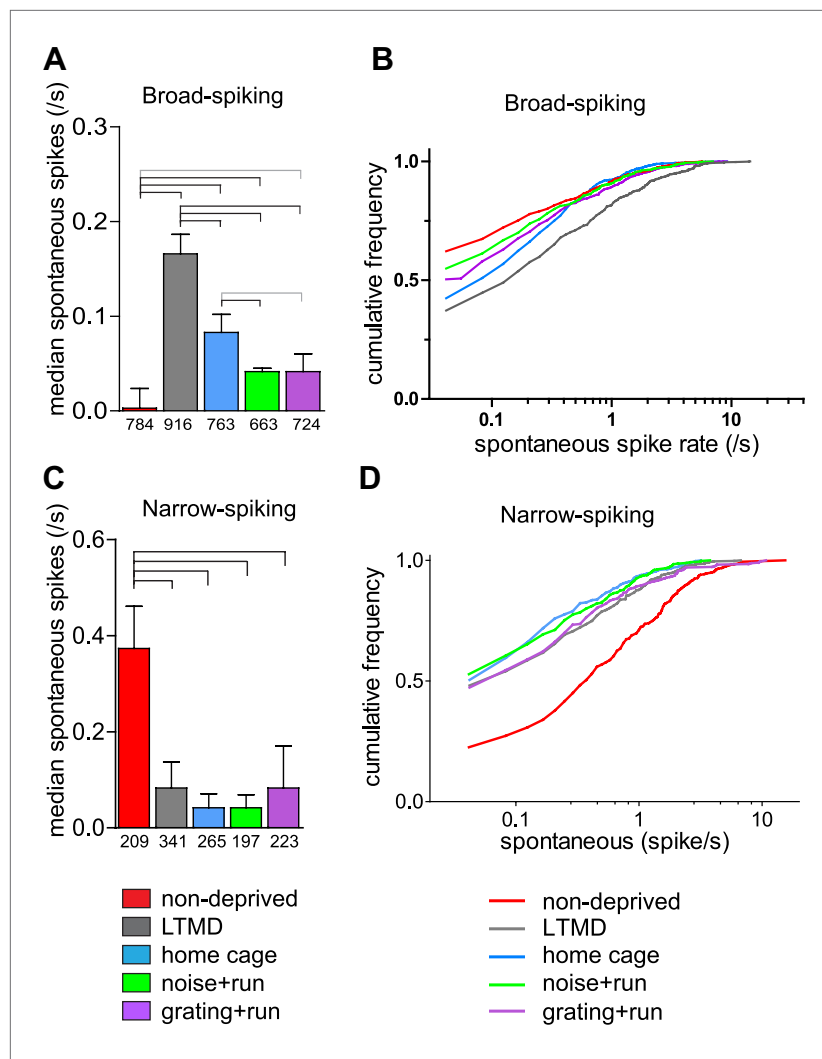 A
Broad-spiking
median spontaneous spikes (/s)
0.3
0.2
0.1
0.0
784 916 763 663 724
B
Broad-spiking
cumulative frequency
1.0
0.5
0.0
0.1 1 10
spontaneous spike rate (/s)
C
Narrow-spiking
median spontaneous spikes (/s)
0.6
0.4
0.2
0.0
209 341 265 197 223
D
Narrow-spiking
cumulative frequency
1.0
0.5
0.0
0.1 1 10
spontaneous (spike/s)
non-deprived
LTMD
home cage
noise+run
grating+run
non-deprived
LTMD
home cage
noise+run
grating+run